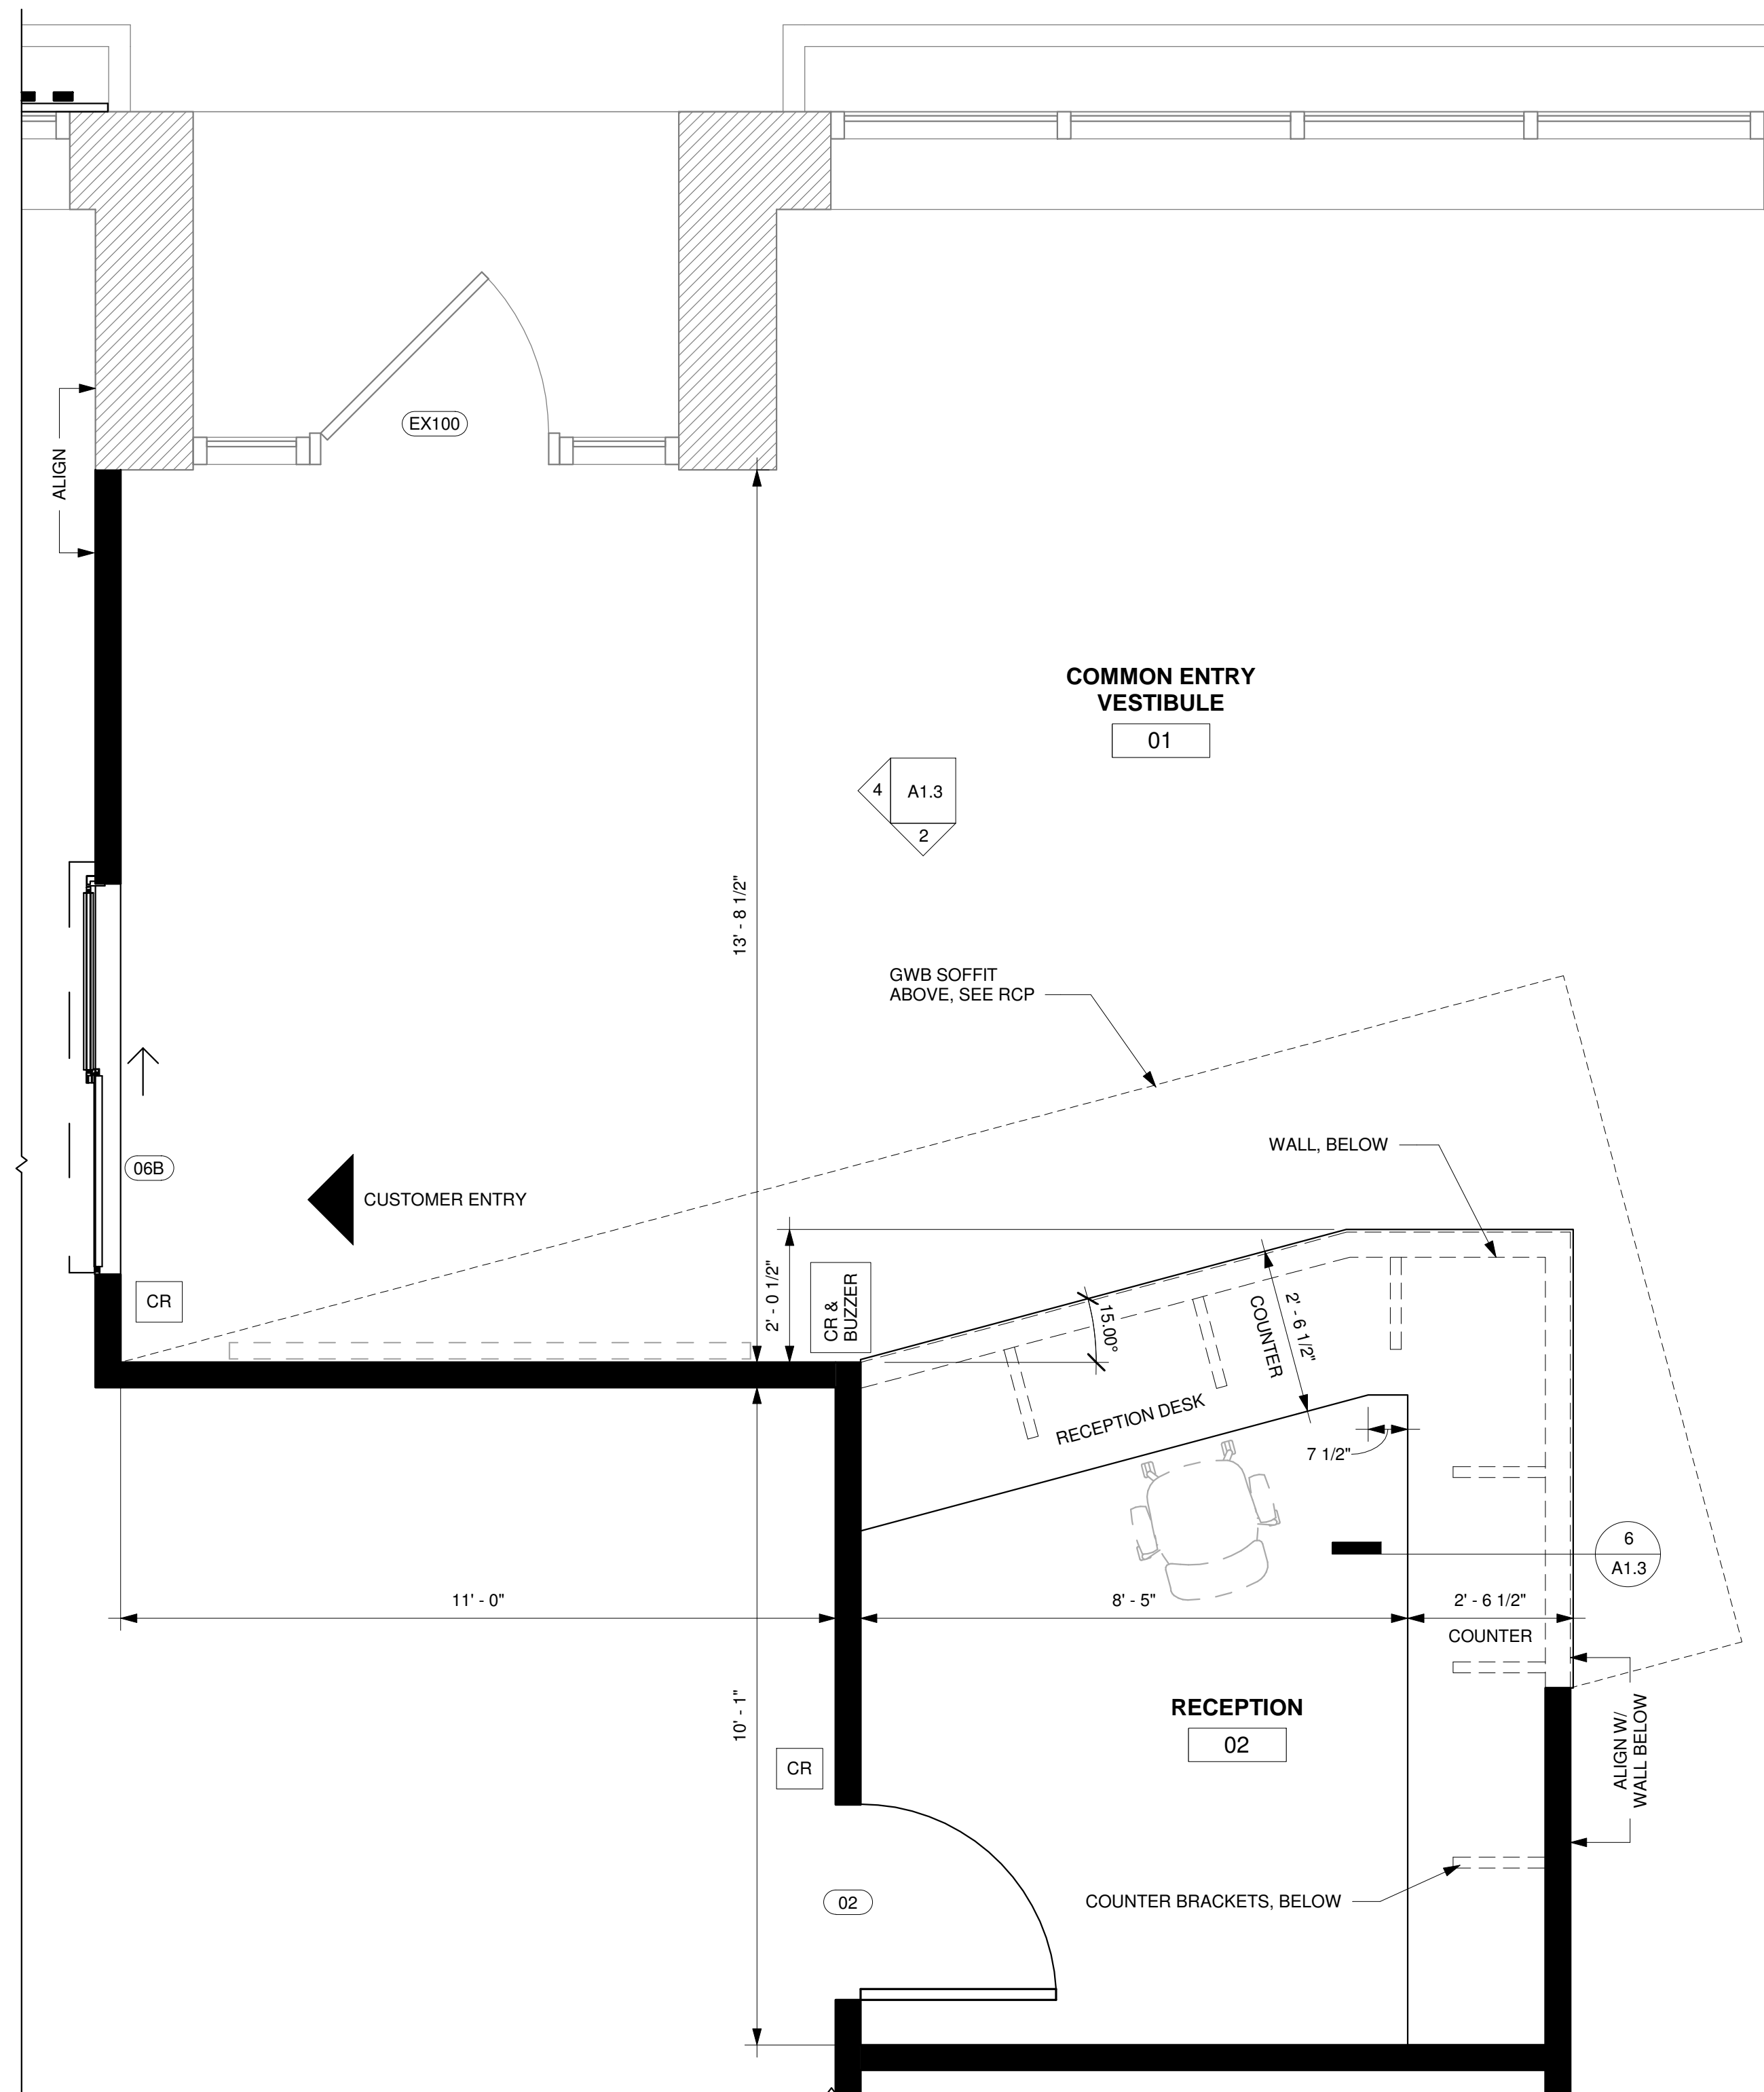 EX100
ALIGN
COMMON ENTRY
VESTIBULE
01
4
A1.3
2
13' - 8 1/2"
GWB SOFFIT
ABOVE, SEE RCP
WALL, BELOW
06B
CUSTOMER ENTRY
CR
2' - 0 1/2"
CR &
BUZZER
15.00°
2' - 6 1/2"
COUNTER
RECEPTION DESK
7 1/2"
6
A1.3
11' - 0"
8' - 5"
2' - 6 1/2"
COUNTER
10' - 1"
RECEPTION
02
ALIGN W/
WALL BELOW
CR
02
COUNTER BRACKETS, BELOW